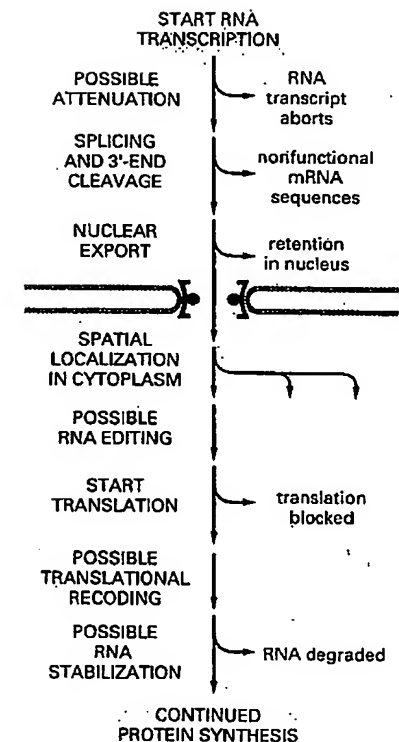 START RNA
TRANSCRIPTION
POSSIBLE
ATTENUATION
RNA
transcript
aborts
SPLICING
AND 3'-END
CLEAVAGE
norifunctional
mRNA
sequences
NUCLEAR
EXPORT
retention
in nucleus
SPATIAL
LOCALIZATION
IN CYTOPLASM
POSSIBLE
RNA EDITING
START
TRANSLATION
translation
blocked
POSSIBLE
TRANSLATIONAL
RECODING
POSSIBLE
RNA
STABILIZATION
RNA degraded
CONTINUED
PROTEIN SYNTHESIS